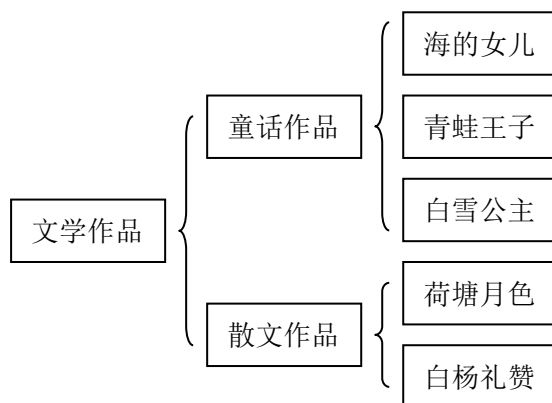 文学作品
童话作品
海的女儿
青蛙王子
白雪公主
散文作品
荷塘月色
白杨礼赞